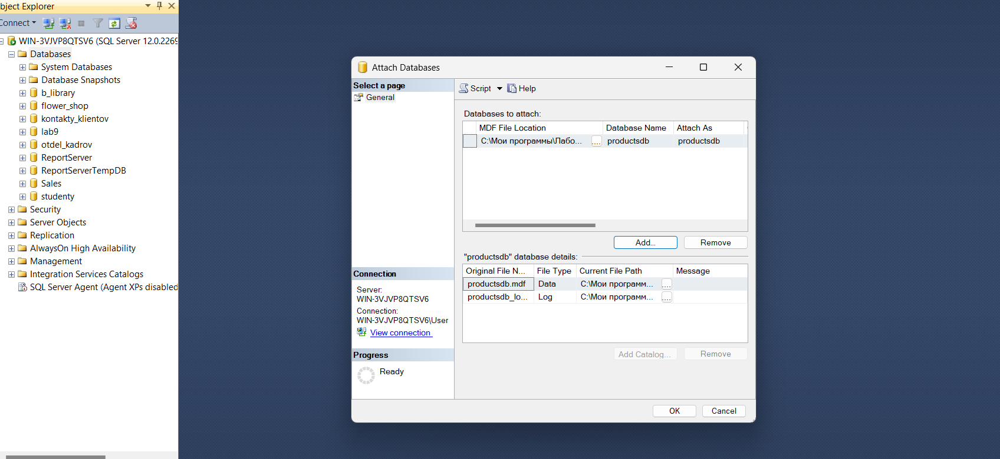 bject Explorer
Connect
WIN-3VJVP8QTSV6 (SQL Server 12.0.2269
Databases
System Databases
Database Snapshots
b_library
flower_shop
kontakty_klientov
lab9
otdel_kadrov
ReportServer
ReportServerTempDB
Sales
studenty
Security
Server Objects
Replication
AlwaysOn High Availability
Management
Integration Services Catalogs
SQL Server Agent (Agent XPs disabled
Attach Databases
Select a page
General
Connection
Server:
WIN-3VJVP8QTSV6
Connection:
WIN-3VJVP8QTSV6\User
View connection
Progress
Ready
Script Help
Databases to attach:
MDF File Location Database Name Attach As
C:\Мои программы\Лабо... .... productsdb productsdb
Add... Remove
"productsdb" database details:
Original File N... File Type Current File Path Message
productsdb.mdf Data C:\Мои программ... ....
productsdb_lo... Log C:\Мои программ... ....
Add Catalog... Remove
OK Cancel